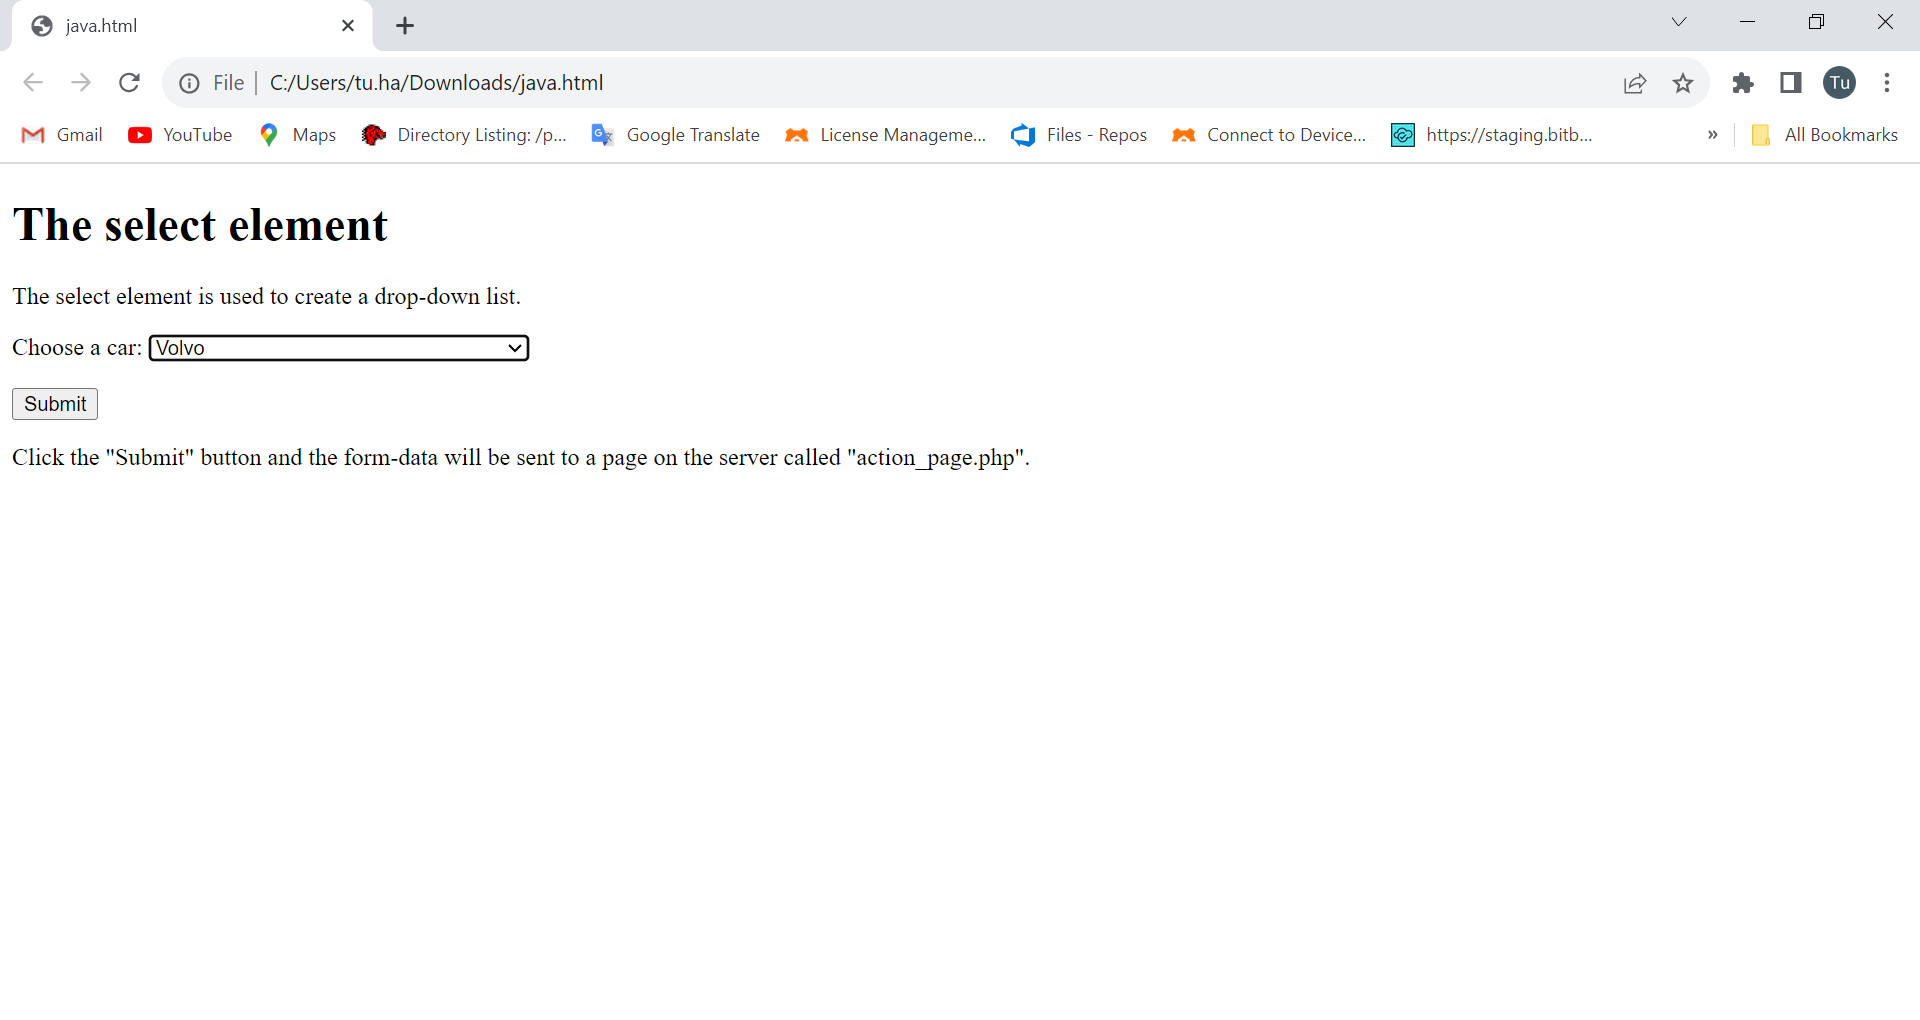 java.html
File | C:/Users/tu.ha/Downloads/java.html
Tu
Gmail YouTube Maps Directory Listing: /p... Google Translate License Manageme... Files - Repos Connect to Device... https://staging.bitb... » All Bookmarks
The select element
The select element is used to create a drop-down list.
Choose a car: Volvo
Submit
Click the "Submit" button and the form-data will be sent to a page on the server called "action_page.php".